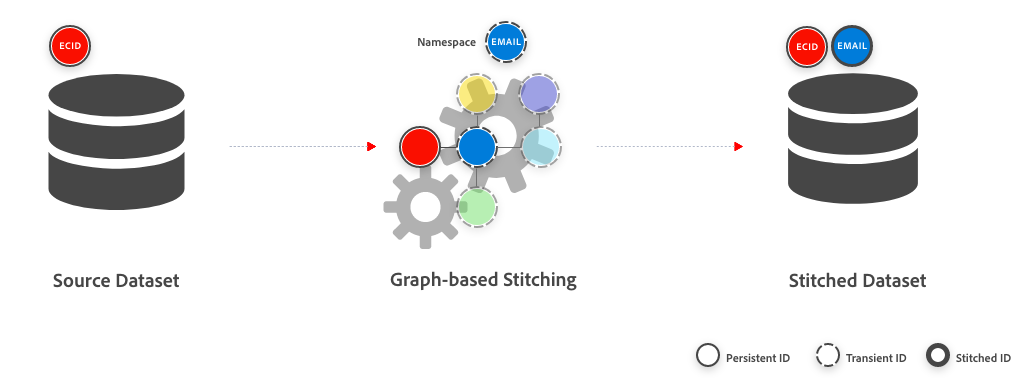 ECID
Namespace
EMAIL
ECID
EMAIL
Source Dataset
Graph-based Stitching
Stitched Dataset
Persistent ID
Transient ID
Stitched ID